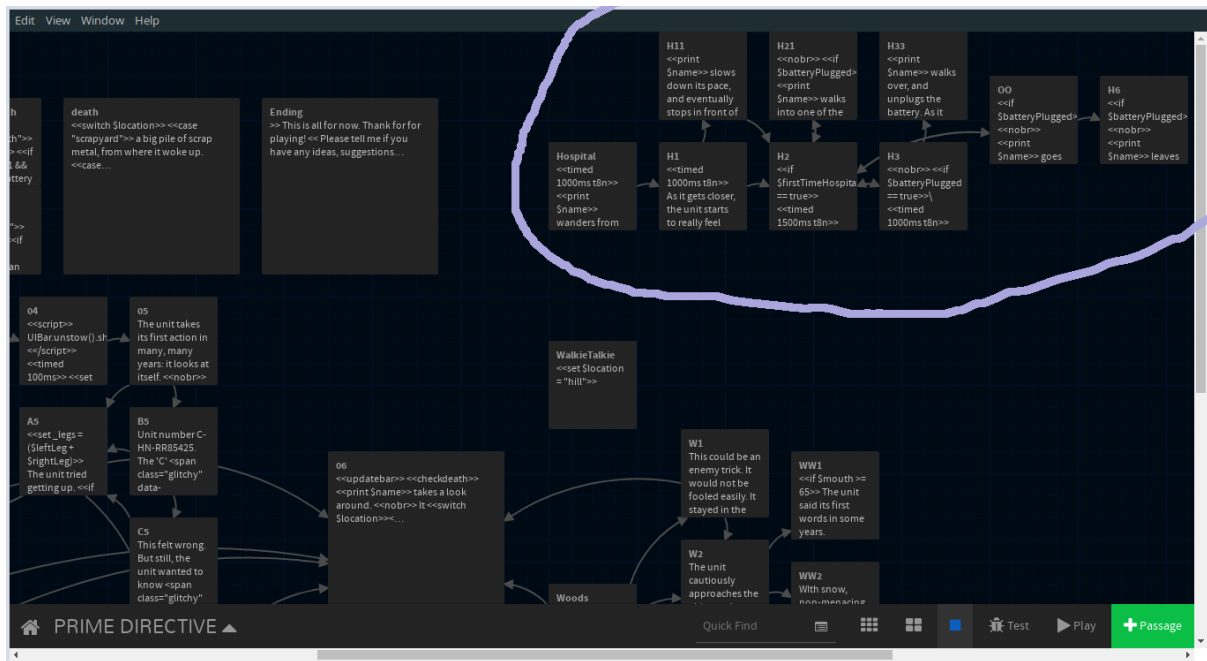 Edit View Window Help
H11
<<print
$name>> slows
down its pace,
and eventually
stops in front of
H21
<<nobr>> <<if
$batteryPlugged>
<<print
$name>> walks
into one of the
H33
<<print
$name>> walks
over, and
unplugs the
battery. As it
OO
<<if
$batteryPlugged>
<<nobr>>
<<print
$name>> goes
H6
<<if
$batteryPlugged>
<<nobr>>
<<print
$name>> leaves
h
h">>
> <<if
1 &&
ttery
">>
<if
an
death
<<switch $location>> <<case
"scrapyard">> a big pile of scrap
metal, from where it woke up.
<<case...
Ending
>> This is all for now. Thank for for
playing! << Please tell me if you
have any ideas, suggestions...
Hospital
<<timed
1000ms t8n>>
<<print
$name>>
wanders from
H1
<<timed
1000ms t8n>>
As it gets closer,
the unit starts
to really feel
H2
<<if
$firstTimeHospita
== true>>
<<timed
1500ms t8n>>
H3
<<nobr>> <<if
$batteryPlugged
== true>>\
<<timed
1000ms t8n>>
04
<<script>>
UIBar.unstow().sh
<</script>>
<<timed
100ms>> <<set
05
The unit takes
its first action in
many, many
years: it looks at
itself. <<nobr>>
WalkieTalkie
<<set $location
= "hill">>
A5
<<set _legs =
($leftLeg +
$rightLeg)>>
The unit tried
getting up. <<if
B5
Unit number C-
HN-RR85425.
The 'C' <span
class="glitchy"
data-
06
<<updatebar>> <<checkdeath>>
<<print $name>> takes a look
around. <<nobr>> It <<switch
$location>><...
W1
This could be an
enemy trick. It
would not be
fooled easily. It
stayed in the
WW1
<<if $mouth >=
65>> The unit
said its first
words in some
years.
C5
This felt wrong.
But still, the
unit wanted to
know <span
class="glitchy"
W2
The unit
cautiously
approaches the
WW2
With snow,
non-menacing
Woods
PRIME DIRECTIVE
Quick Find
Test
Play
+Passage